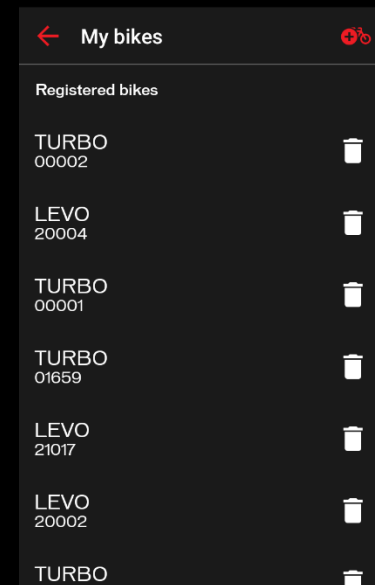 My bikes
Registered bikes
TURBO
00002
LEVO
20004
TURBO
00001
TURBO
01659
LEVO
21017
LEVO
20002
TURBO